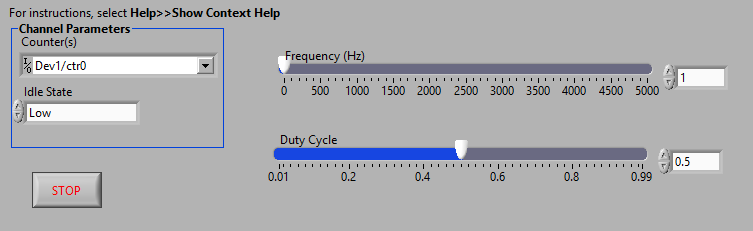 For instructions, select Help>>Show Context Help
Channel Parameters
Counter(s)
I/O Dev1/ctr0
Idle State
Low
STOP
Frequency (Hz)
0 500 1000 1500 2000 2500 3000 3500 4000 4500 5000
1
Duty Cycle
0.01 0.2 0.4 0.6 0.8 0.99
0.5